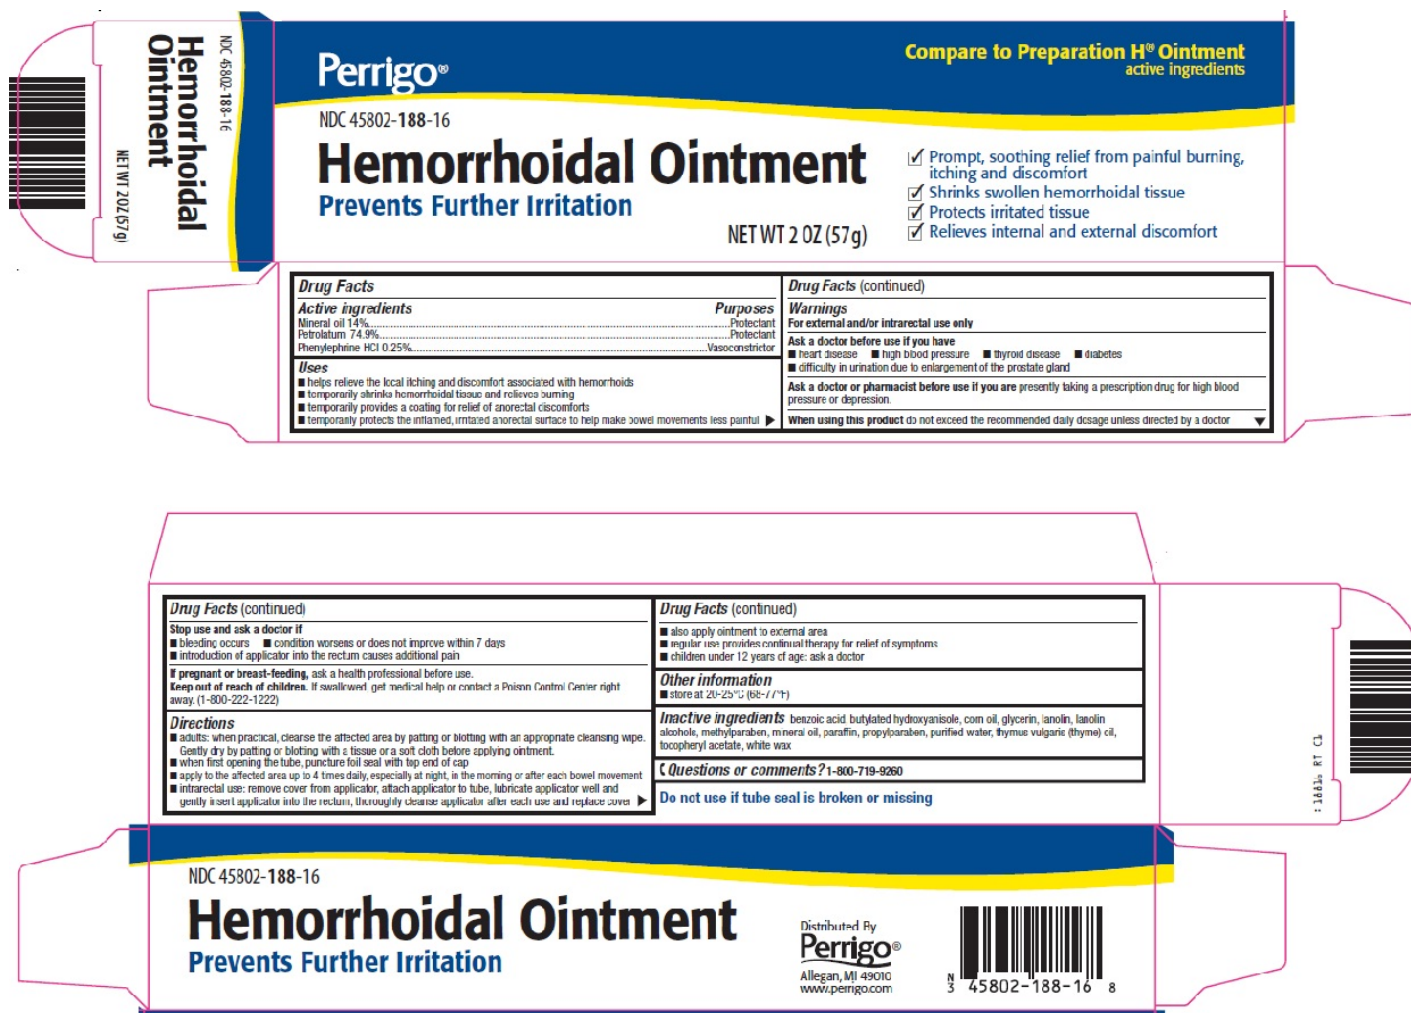 NDC 45802-188-16
Hemorrhoidal
Ointment
NET WT 2 OZ (57g)
Perrigo®
Compare to Preparation H® Ointment
active ingredients
NDC 45802-188-16
Hemorrhoidal Ointment
Prevents Further Irritation
NET WT 2 OZ (57g)
Prompt, soothing relief from painful burning,
itching and discomfort
Shrinks swollen hemorrhoidal tissue
Protects irritated tissue
Relieves internal and external discomfort
Drug Facts
Active ingredients Purposes
Mineral oil 14%...Protectant
Petrolatum 74.9%...Protectant
Phenylephrine HCl 0.25%...Vasoconstrictor
Uses
■ helps relieve the local itching and discomfort associated with hemorrhoids
■ temporarily shrinks hemorrhoidal tissue and relieves burning
■ temporarily provides a coating for relief of anorectal discomforts
■ temporarily protects the inflamed, irritated anorectal surface to help make bowel movements less painful
Drug Facts (continued)
Warnings
For external and/or intrarectal use only
Ask a doctor before use if you have
■ heart disease ■ high blood pressure ■ thyroid disease ■ diabetes
■ difficulty in urination due to enlargement of the prostate gland
Ask a doctor or pharmacist before use if you are presently taking a prescription drug for high blood
pressure or depression.
When using this product do not exceed the recommended daily dosage unless directed by a doctor
Drug Facts (continued)
Stop use and ask a doctor if
■ bleeding occurs ■ condition worsens or does not improve within 7 days
■ introduction of applicator into the rectum causes additional pain
If pregnant or breast-feeding, ask a health professional before use.
Keep out of reach of children. If swallowed, get medical help or contact a Poison Control Center right
away. (1-800-222-1222)
Directions
■ adults: when practical, cleanse the affected area by patting or blotting with an appropriate cleansing wipe.
Gently dry by patting or blotting with a tissue or a soft cloth before applying ointment.
■ when first opening the tube, puncture foil seal with top end of cap
■ apply to the affected area up to 4 times daily, especially at night, in the morning or after each bowel movement
■ intrarectal use: remove cover from applicator, attach applicator to tube, lubricate applicator well and
gently insert applicator into the rectum, thoroughly cleanse applicator after each use and replace cover
Drug Facts (continued)
■ also apply ointment to external area
■ regular use provides continual therapy for relief of symptoms
■ children under 12 years of age: ask a doctor
Other information
■ store at 20-25°C (68-77°F)
Inactive ingredients benzoic acid, butylated hydroxyanisole, corn oil, glycerin, lanolin, lanolin
alcohols, methylparaben, mineral oil, paraffin, propylparaben, purified water, thymus vulgaris (thyme) oil,
tocopheryl acetate, white wax
Questions or comments? 1-800-719-9260
Do not use if tube seal is broken or missing
:18816 RT C1
NDC 45802-188-16
Hemorrhoidal Ointment
Prevents Further Irritation
Distributed By
Perrigo®
Allegan, MI 49010
www.perrigo.com
N
3 45802-188-16 8